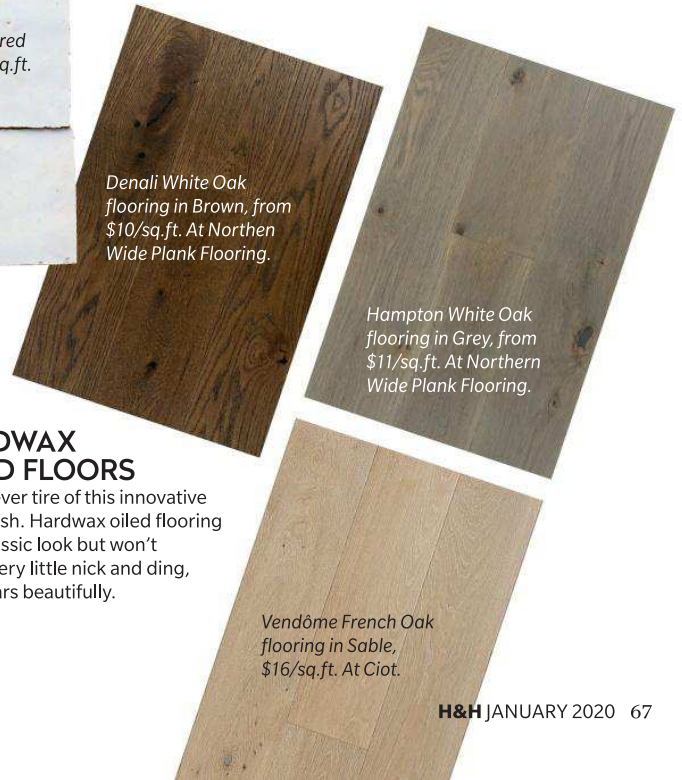 red
q.ft.
Denali White Oak
flooring in Brown, from
$10/sq.ft. At Northen
Wide Plank Flooring.
Hampton White Oak
flooring in Grey, from
$11/sq.ft. At Northern
Wide Plank Flooring.
DWAX
D FLOORS
ever tire of this innovative
sh. Hardwax oiled flooring
assic look but won’t
ery little nick and ding,
ars beautifully.
Vendôme French Oak
flooring in Sable,
$16/sq.ft. At Ciot.
H&H JANUARY 2020 67